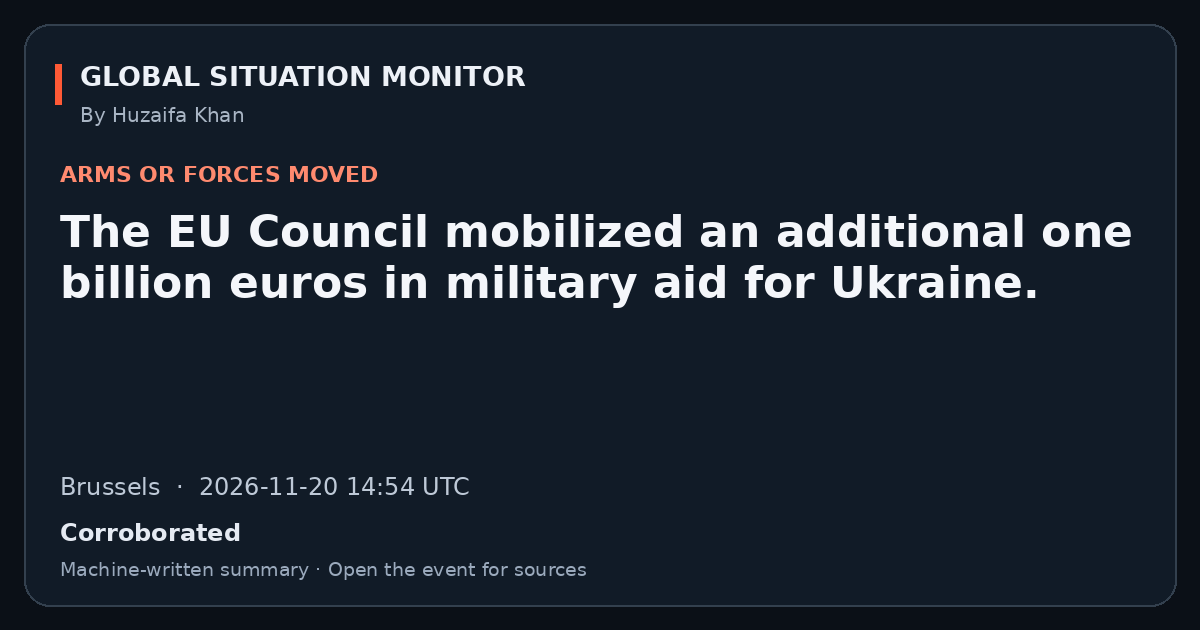 GLOBAL SITUATION MONITOR
By Huzaifa Khan
ARMS OR FORCES MOVED
The EU Council mobilized an additional one
billion euros in military aid for Ukraine.
Brussels · 2026-11-20 14:54 UTC
Corroborated
Machine-written summary · Open the event for sources